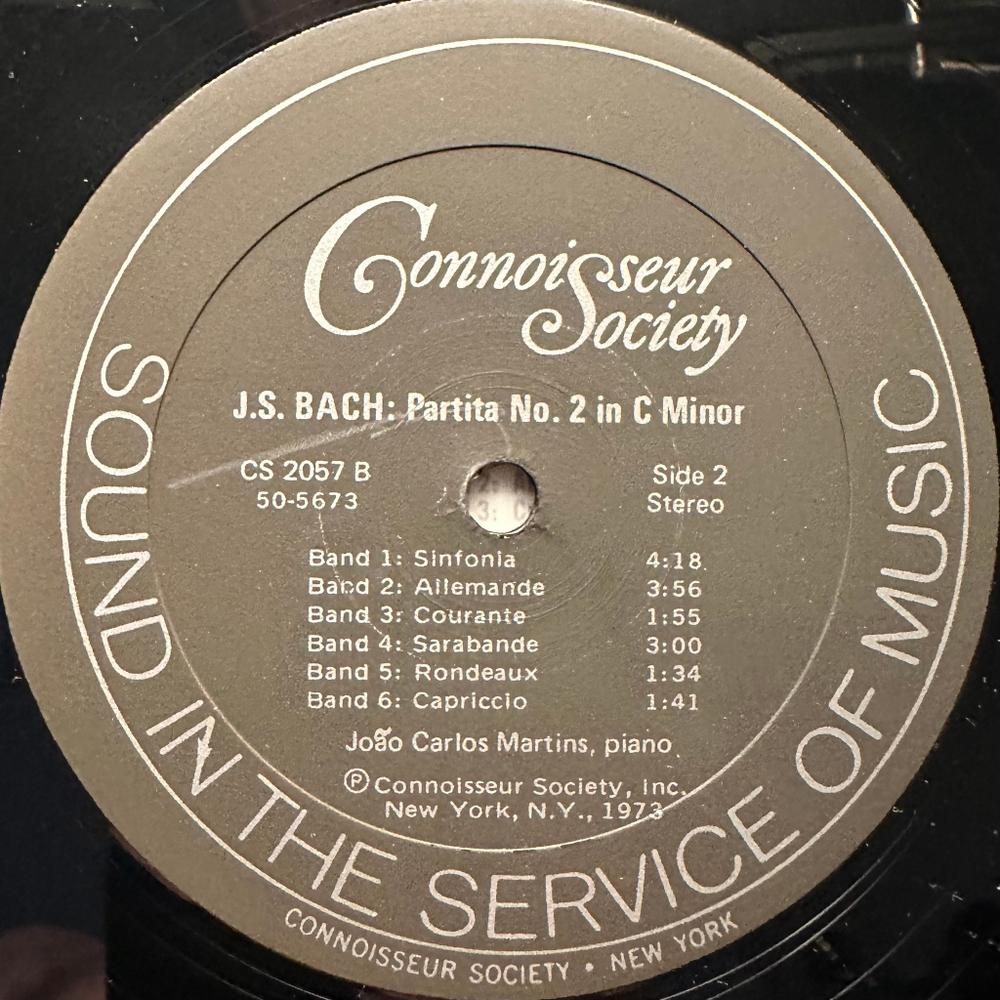 Connoisseur
Society
J.S. BACH: Partita No. 2 in C Minor
CS 2057 B
50-5673
Side 2
Stereo
Band 1: Sinfonia 4:18
Band 2: Allemande 3:56
Band 3: Courante 1:55
Band 4: Sarabande 3:00
Band 5: Rondeaux 1:34
Band 6: Capriccio 1:41
João Carlos Martins, piano
Ⓟ Connoisseur Society, Inc.
New York, N.Y., 1973
SOUND IN THE SERVICE OF MUSIC
CONNOISSEUR SOCIETY • NEW YORK